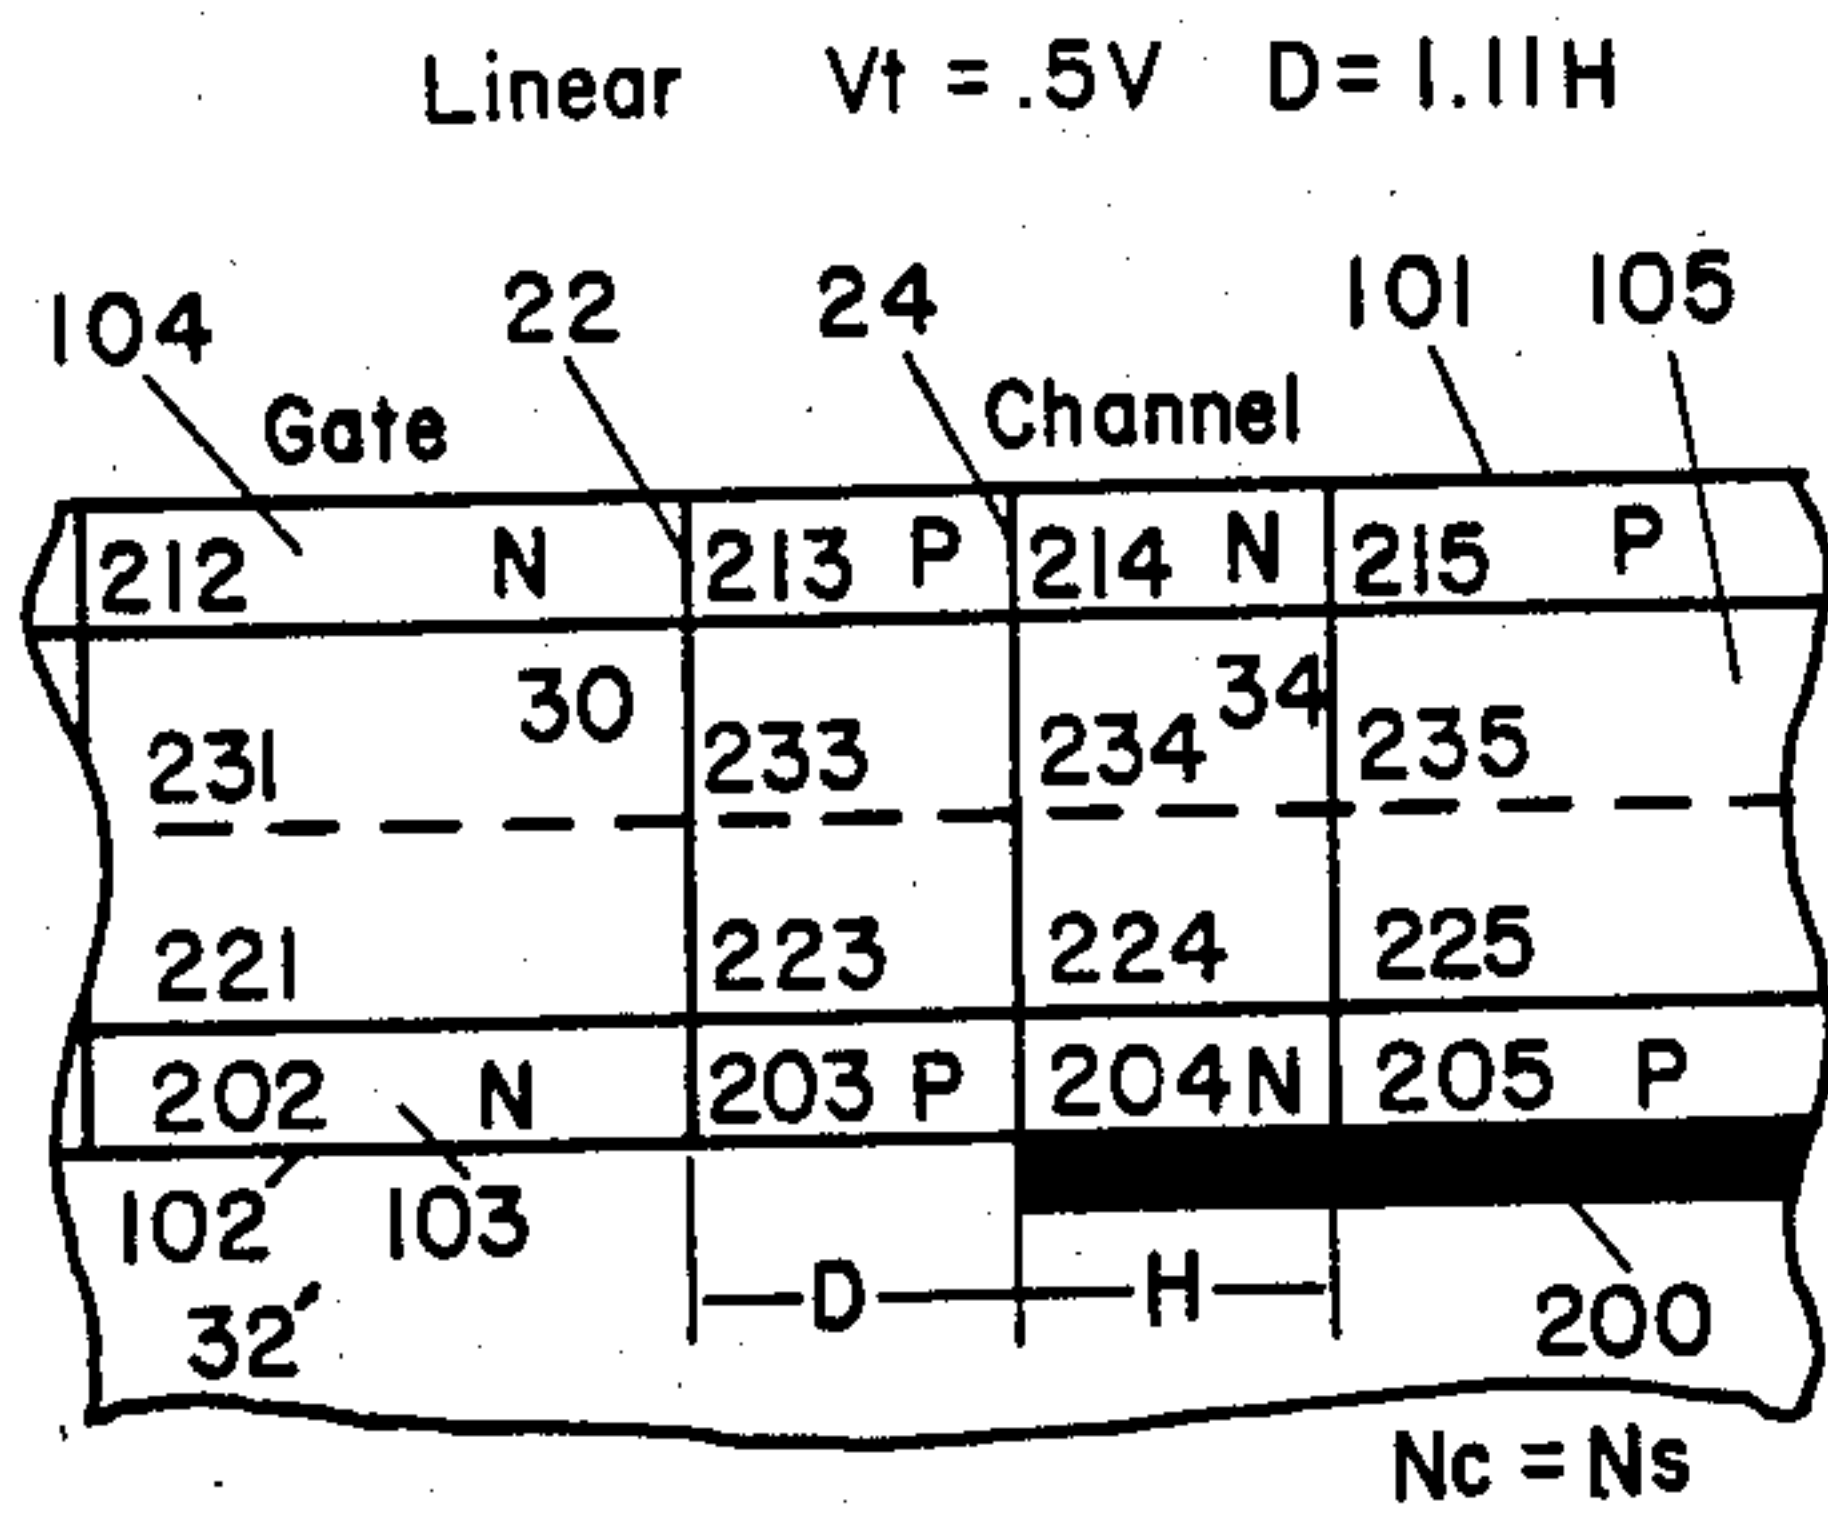 Linear Vt = .5V D = 1.11H
104 22 24 101 105
Gate Channel
212 N 213 P 214 N 215 P
30 34
231 233 234 235
221 223 224 225
202 N 203 P 204 N 205 P
102 103
D H
32' 200
Nc = Ns